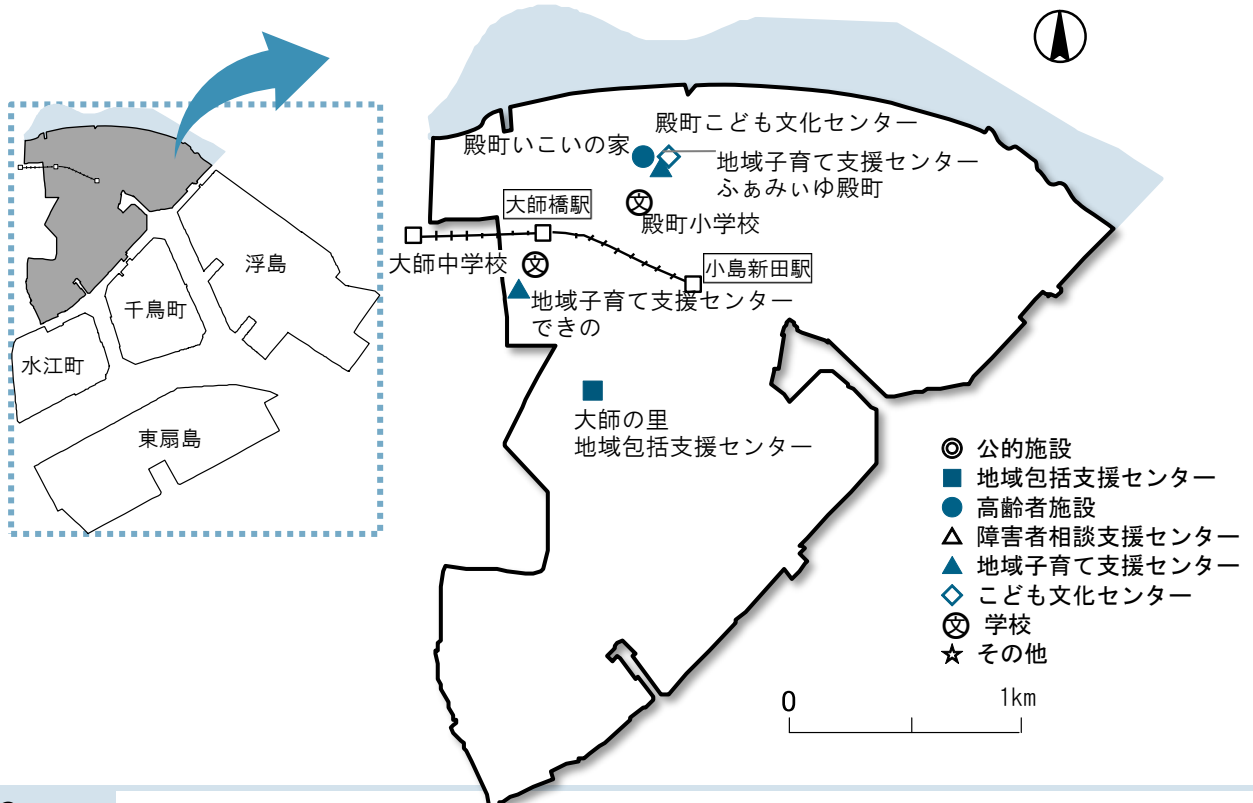 殿町こども文化センター
殿町いこいの家
地域子育て支援センター
ふぁみぃゆ殿町
大師橋駅
殿町小学校
大師中学校
小島新田駅
地域子育て支援センター
できの
大師の里
地域包括支援センター
浮島
千鳥町
水江町
東扇島
公的施設
地域包括支援センター
高齢者施設
障害者相談支援センター
地域子育て支援センター
こども文化センター
文 学校
その他
0 1km
文
文